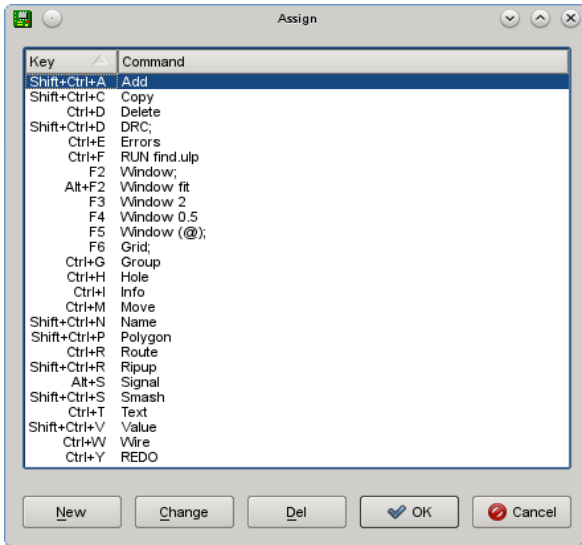 Assign
Key Command
Shift+Ctrl+A Add
Shift+Ctrl+C Copy
Ctrl+D Delete
Shift+Ctrl+D DRC;
Ctrl+E Errors
Ctrl+F RUN find.ulp
F2 Window;
Alt+F2 Window fit
F3 Window 2
F4 Window 0.5
F5 Window (@);
F6 Grid;
Ctrl+G Group
Ctrl+H Hole
Ctrl+I Info
Ctrl+M Move
Shift+Ctrl+N Name
Shift+Ctrl+P Polygon
Ctrl+R Route
Shift+Ctrl+R Ripup
Alt+S Signal
Shift+Ctrl+S Smash
Ctrl+T Text
Shift+Ctrl+V Value
Ctrl+W Wire
Ctrl+Y REDO
New Change Del OK Cancel